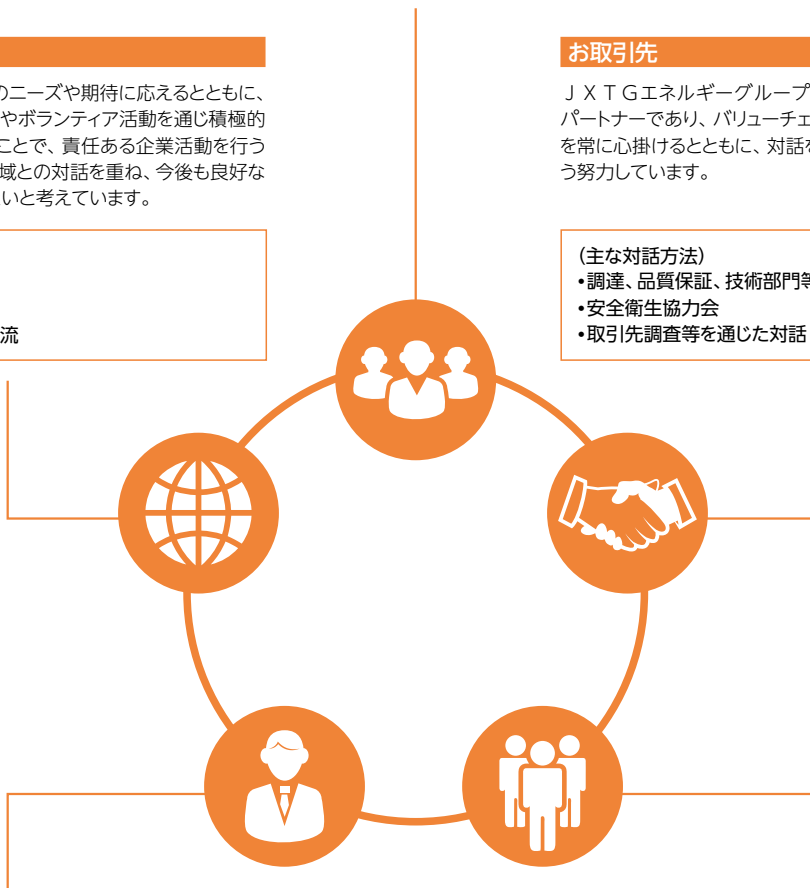 のニーズや期待に応えるとともに、
やボランティア活動を通じ積極的
ことで、責任ある企業活動を行う
域との対話を重ね、今後も良好な
いと考えています。
流
お取引先
ＪＸＴＧエネルギーグループ
パートナーであり、バリューチェ
を常に心掛けるとともに、対話を
う努力しています。
（主な対話方法）
•調達、品質保証、技術部門等
•安全衛生協力会
•取引先調査等を通じた対話